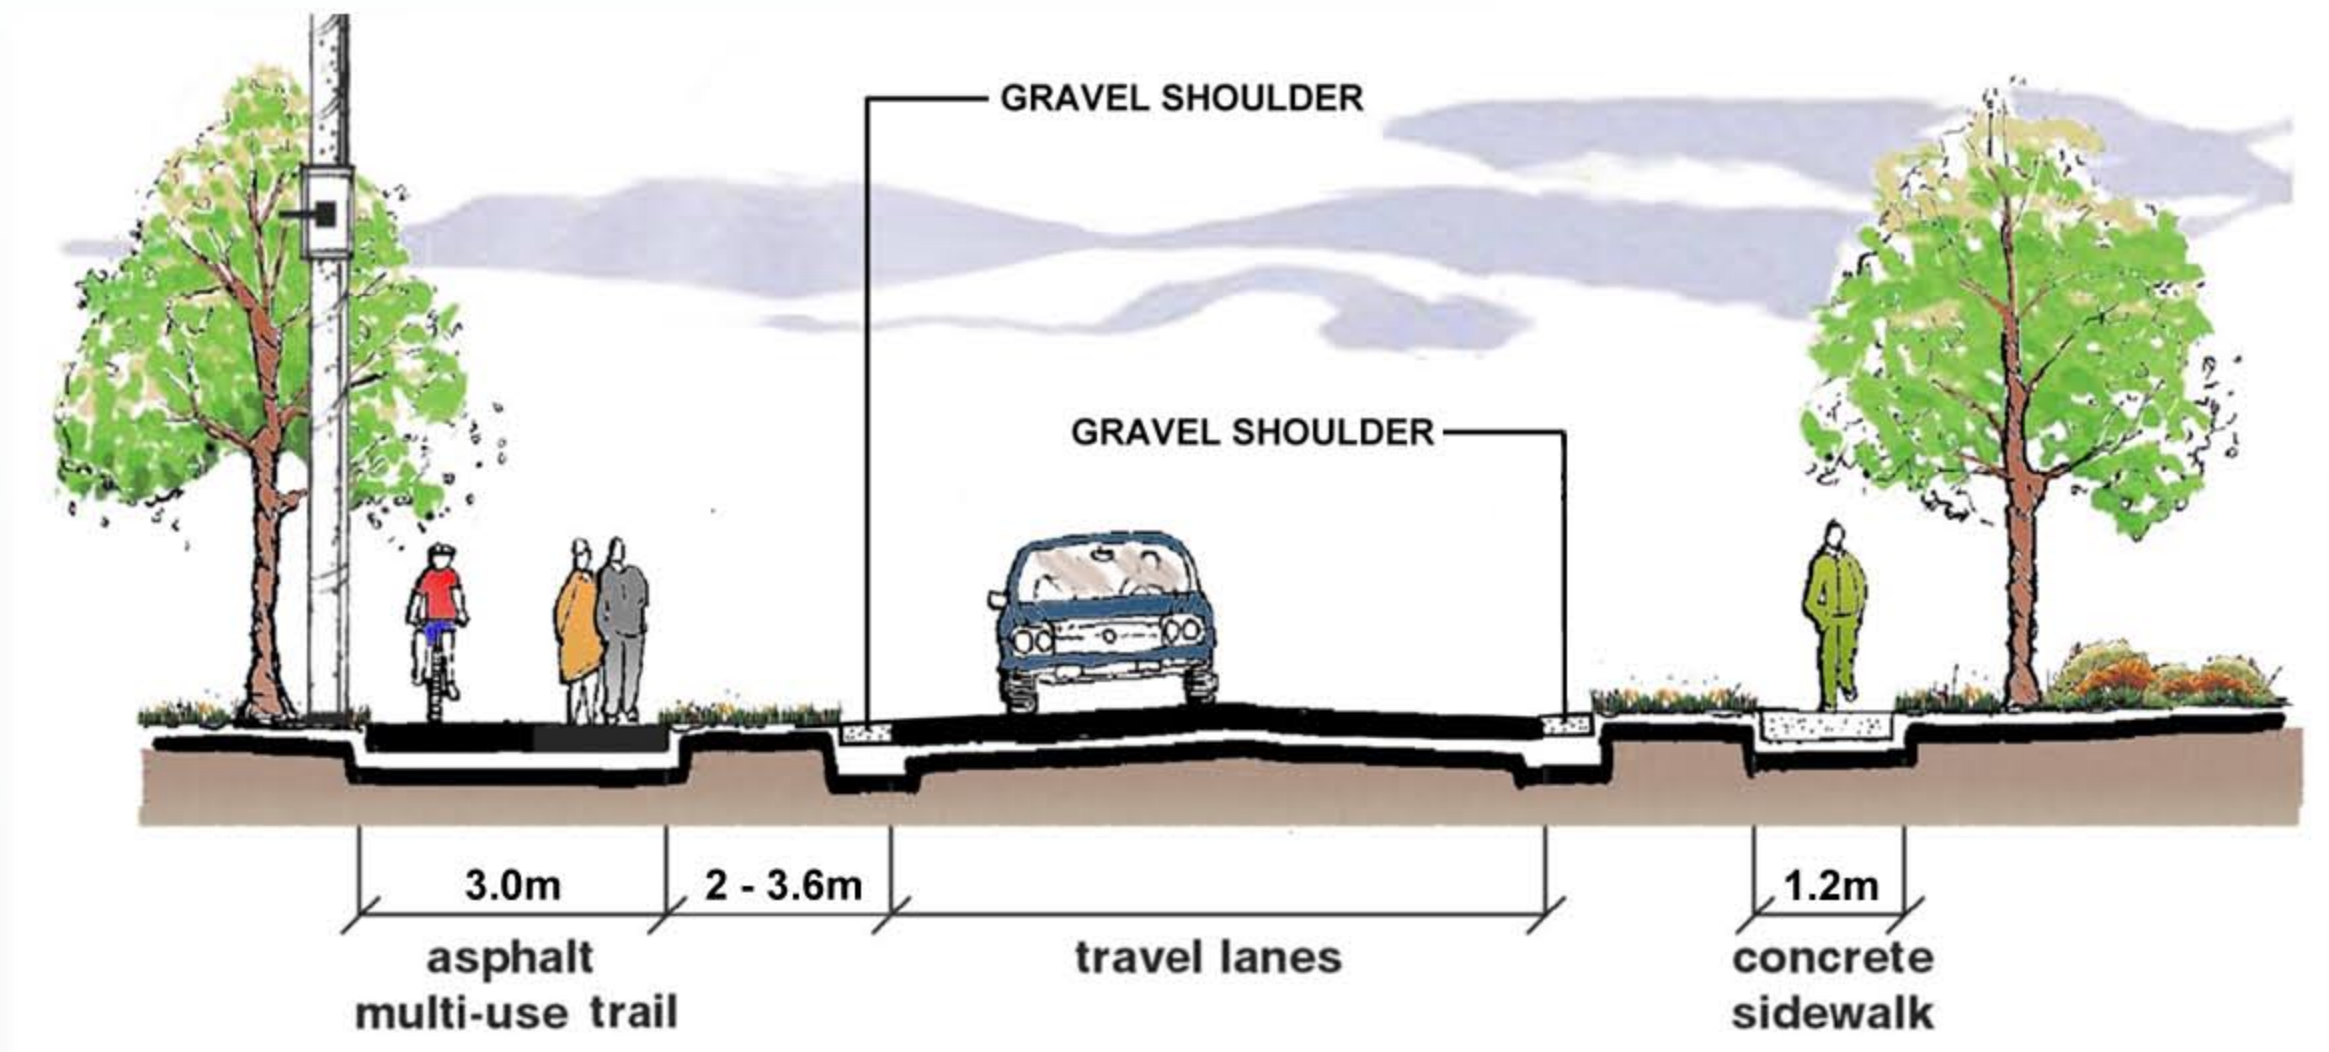 GRAVEL SHOULDER
GRAVEL SHOULDER
3.0m
2 - 3.6m
1.2m
asphalt
multi-use trail
travel lanes
concrete
sidewalk